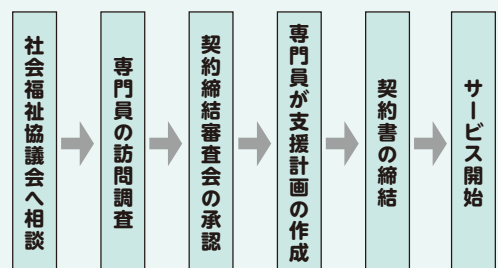 社会福祉協議会へ相談
専門員の訪問調査
契約締結審査会の承認
専門員が支援計画の作成
契約書の締結
サービス開始